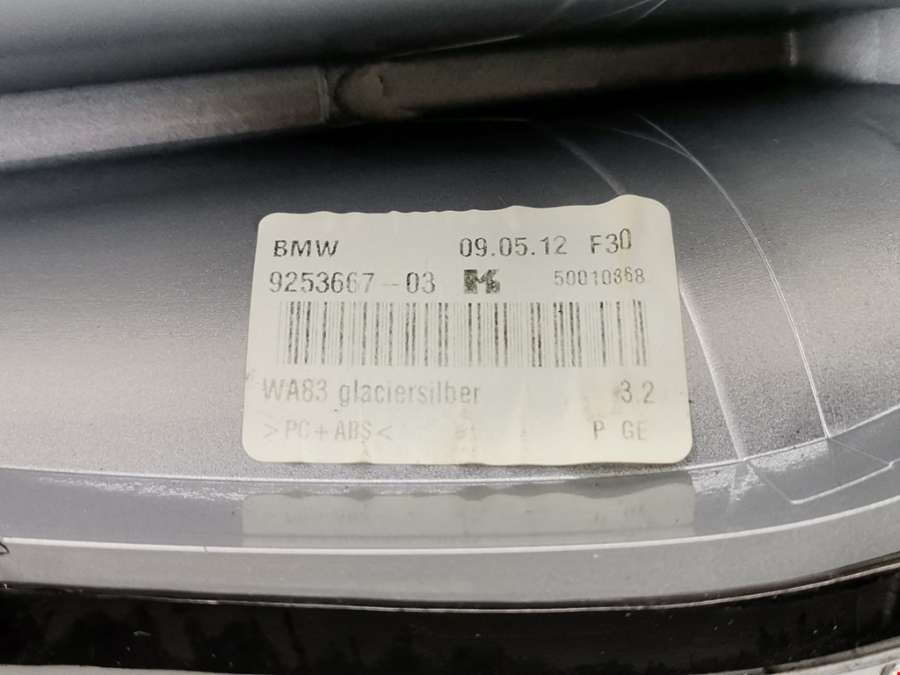 BMW 09.05.12 F30
9253667-03 50010368
WA83 glaciersilber 3.2
>PC+ABS< P GE